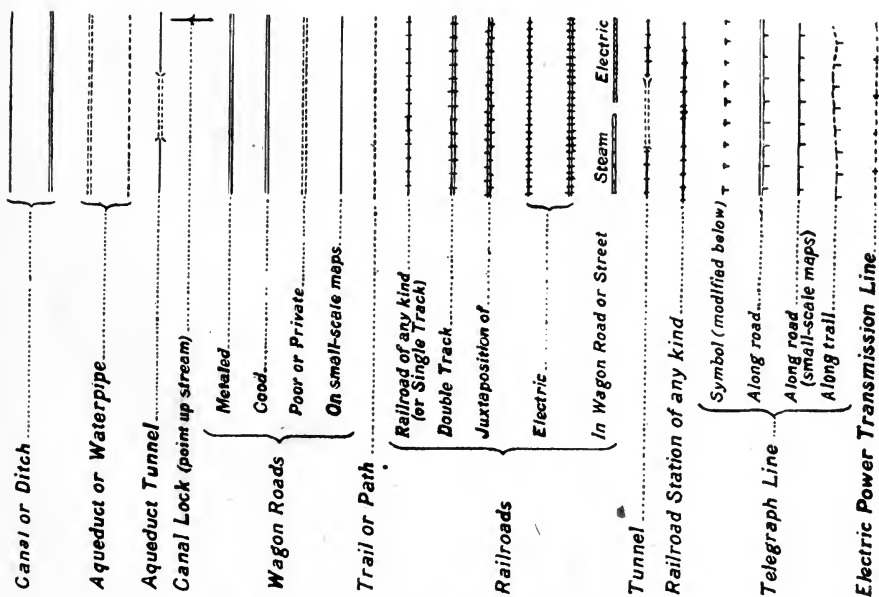 Canal or Ditch
Aqueduct or Waterpipe
Aqueduct Tunnel
Canal Lock (point up stream)
Wagon Roads
Metaled
Good
Poor or Private
On small-scale maps
Trail or Path
Railroads
Railroad of any kind
(or Single Track)
Double Track
Juxtaposition of
Electric
In Wagon Road or Street
Steam Electric
Tunnel
Railroad Station of any kind
Telegraph Line
Symbol (modified below)
Along road
Along road
(small-scale maps)
Along trail
Electric Power Transmission Line